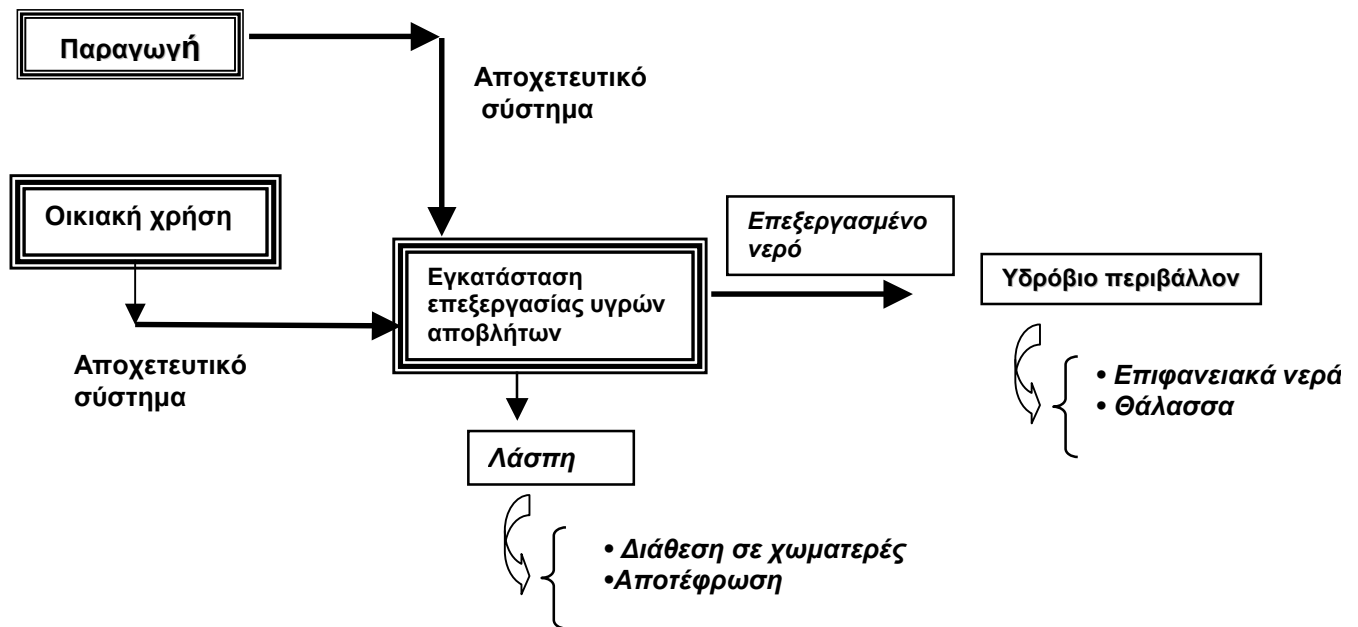 Παραγωγή
Αποχετευτικό
σύστημα
Οικιακή χρήση
Επεξεργασμένο
νερό
Εγκατάσταση
επεξεργασίας υγρών
αποβλήτων
Υδρόβιο περιβάλλον
Αποχετευτικό
σύστημα
• Επιφανειακά νερά
• Θάλασσα
Λάσπη
• Διάθεση σε χωματερές
•Αποτέφρωση